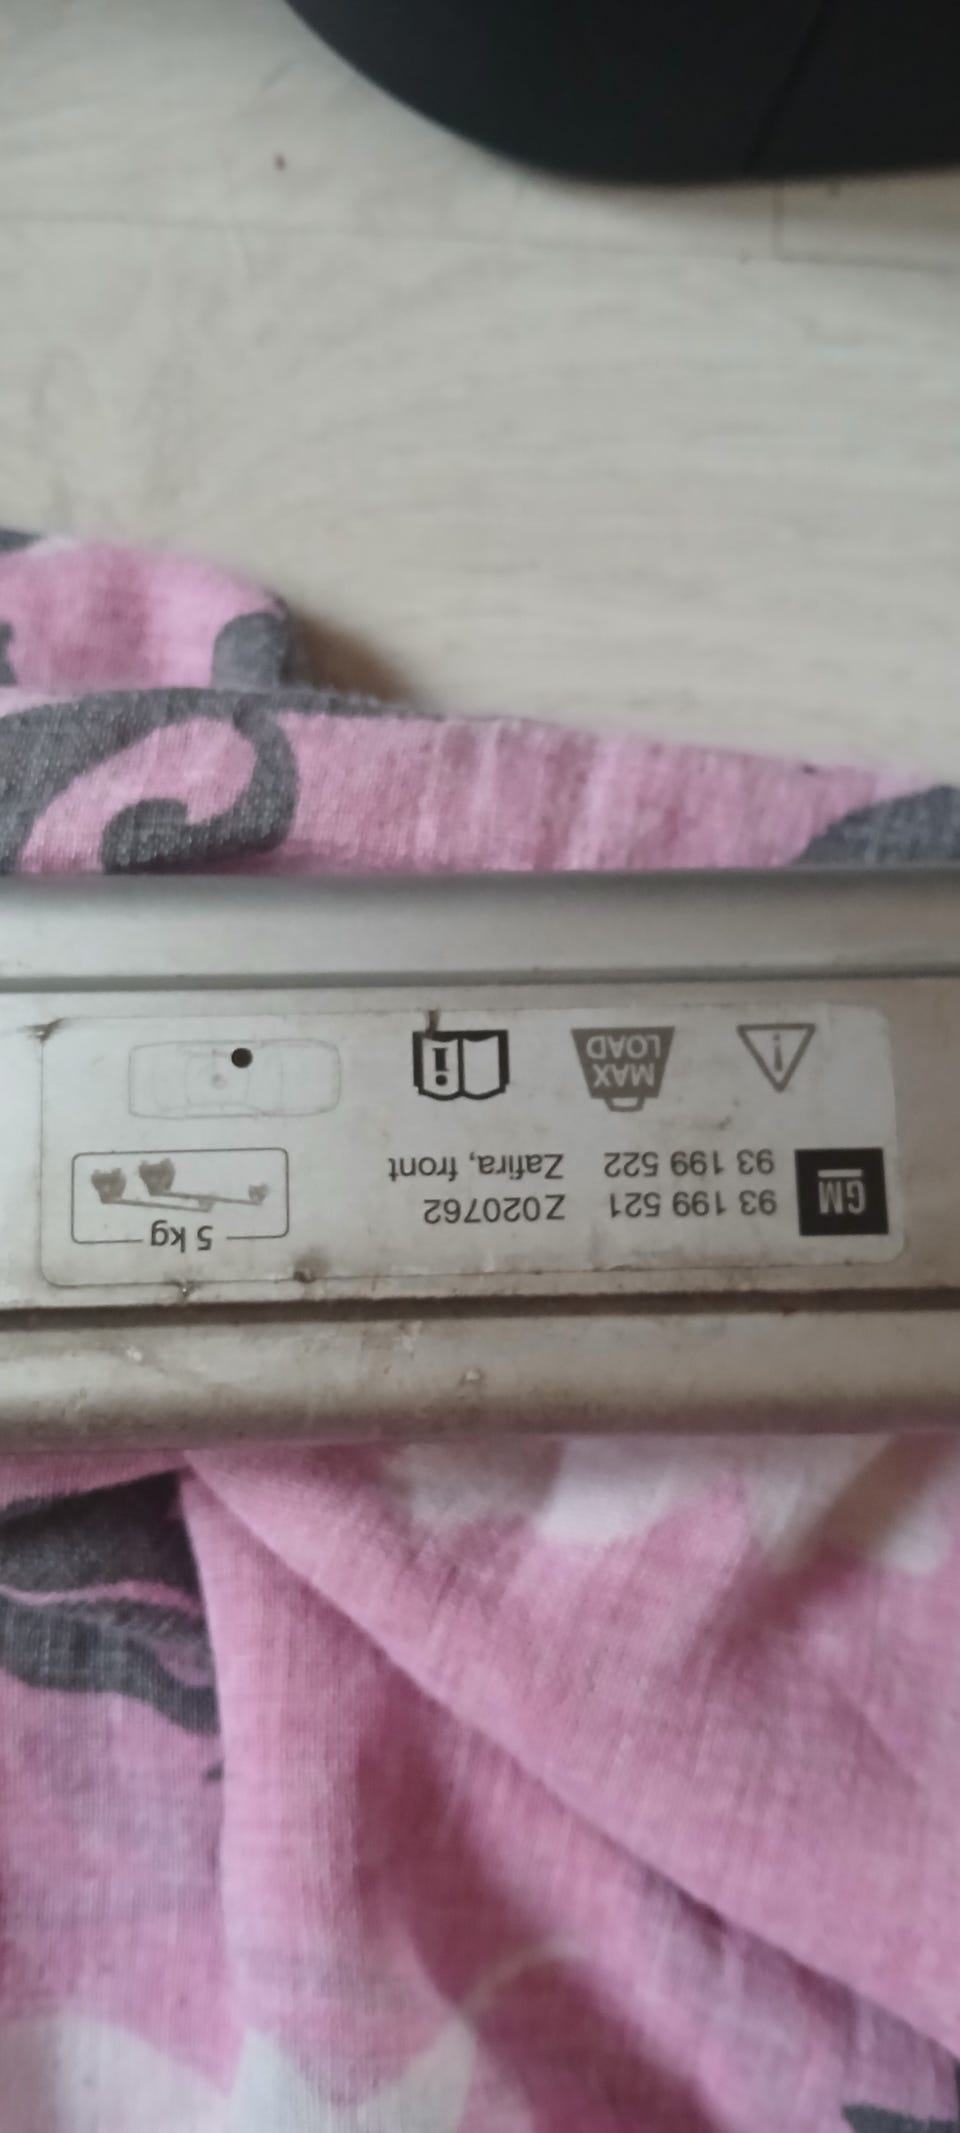 GM
93 199 521 Z020762
93 199 522 Zafira, front
5 kg
MAX
LOAD